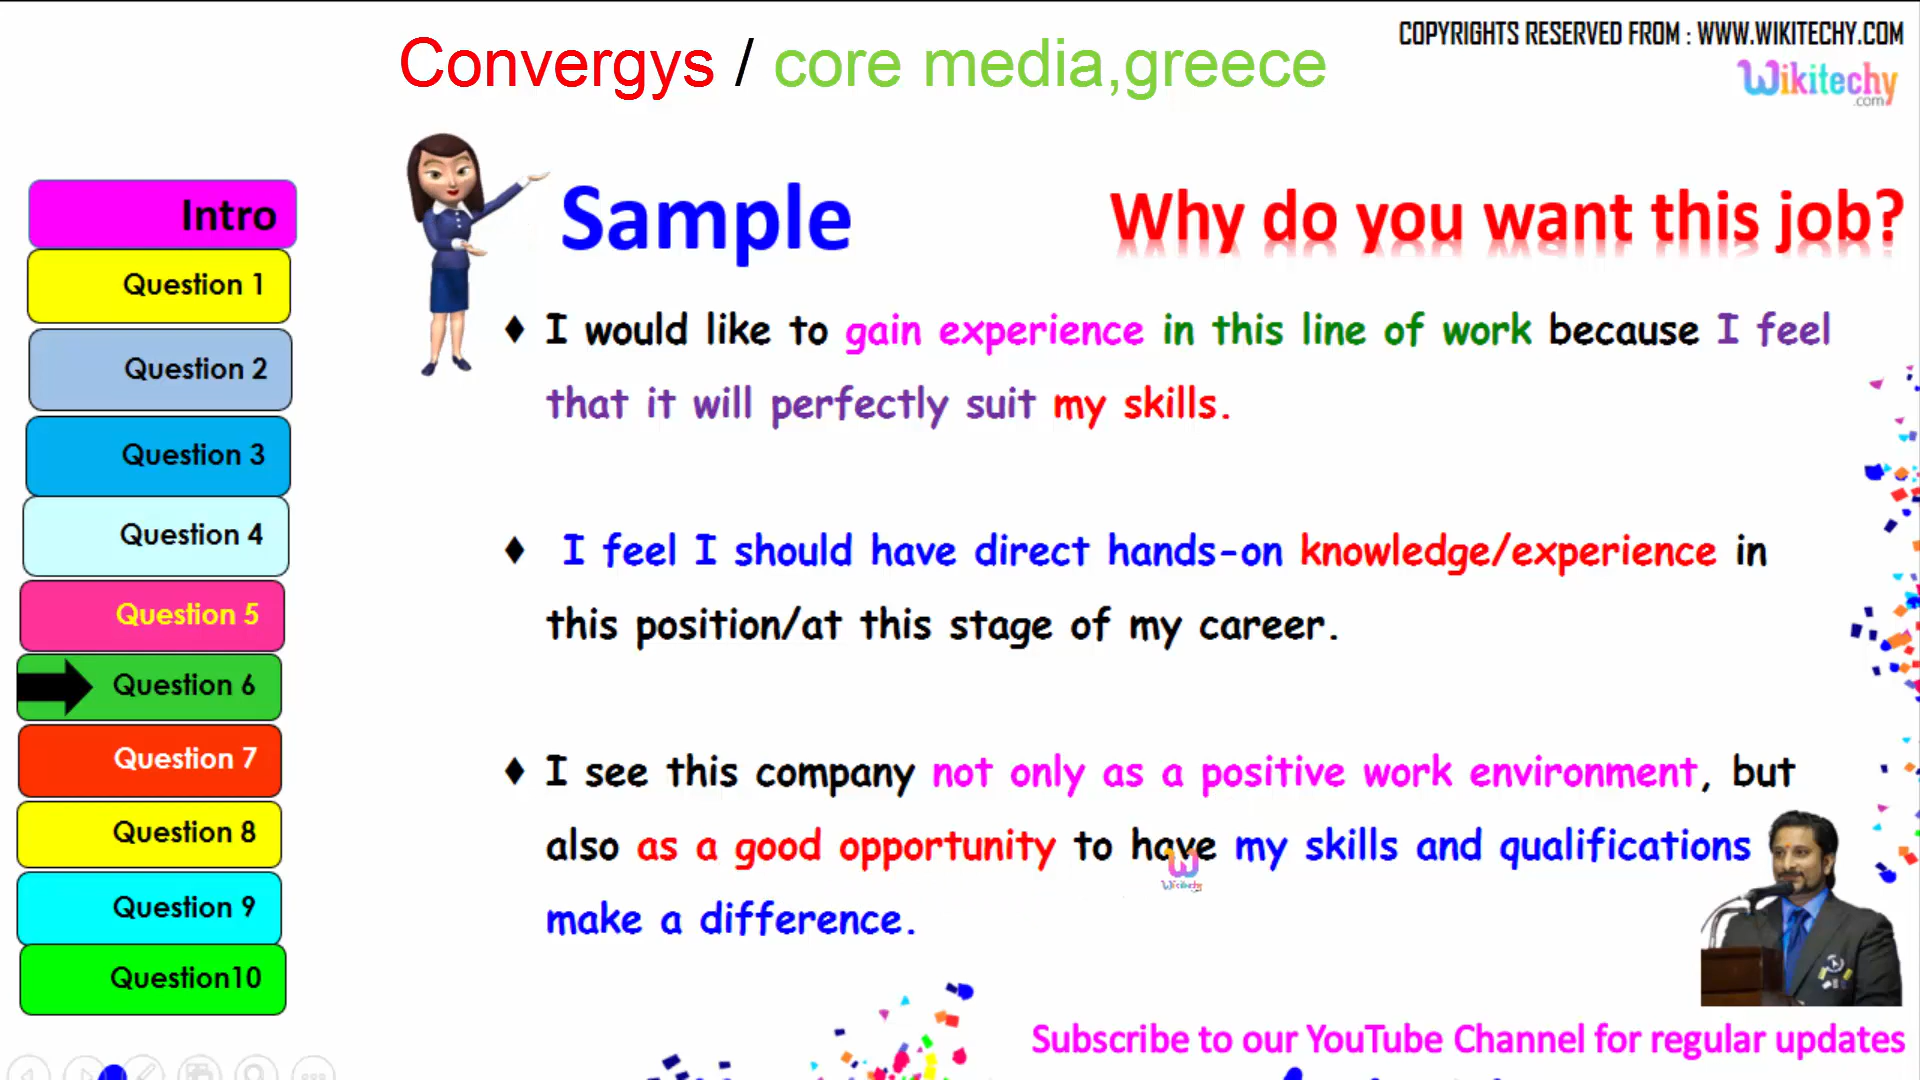 COPYRIGHTS RESERVED FROM : WWW.WIKITECHY.COM
Convergys / core media,greece
Wikitechy
.com
Sample
Why do you want this job?
Intro
Question 1
Question 2
Question 3
Question 4
Question 5
Question 6
Question 7
Question 8
Question 9
Question10
♦ I would like to gain experience in this line of work because I feel
that it will perfectly suit my skills.
♦ I feel I should have direct hands-on knowledge/experience in
this position/at this stage of my career.
♦ I see this company not only as a positive work environment, but
also as a good opportunity to have my skills and qualifications
make a difference.
W
Wikitechy
Subscribe to our YouTube Channel for regular updates